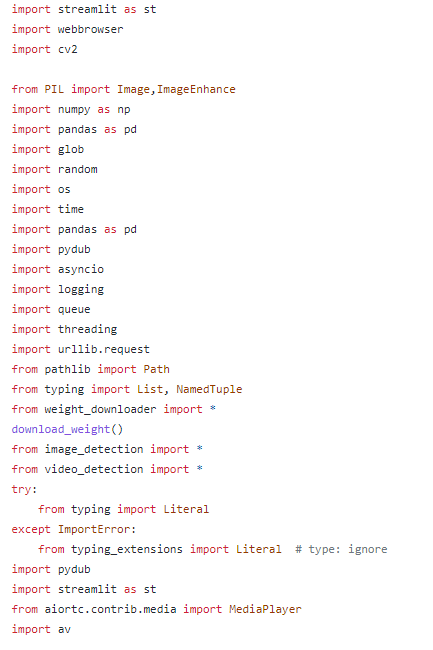 import streamlit as st
import webbrowser
import cv2

from PIL import Image,ImageEnhance
import numpy as np
import pandas as pd
import glob
import random
import os
import time
import pandas as pd
import pydub
import asyncio
import logging
import queue
import threading
import urllib.request
from pathlib import Path
from typing import List, NamedTuple
from weight_downloader import *
download_weight()
from image_detection import *
from video_detection import *
try:
    from typing import Literal
except ImportError:
    from typing_extensions import Literal  # type: ignore
import pydub
import streamlit as st
from aiortc.contrib.media import MediaPlayer
import av